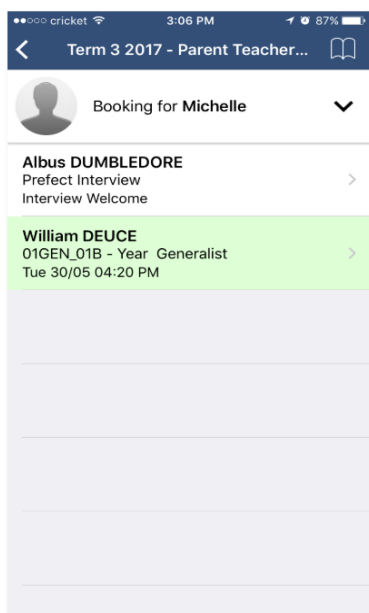 cricket 3:06 PM 87%
Term 3 2017 - Parent Teacher...
Booking for Michelle
Albus DUMBLEDORE
Prefect Interview
Interview Welcome
William DEUCE
01GEN_01B - Year Generalist
Tue 30/05 04:20 PM